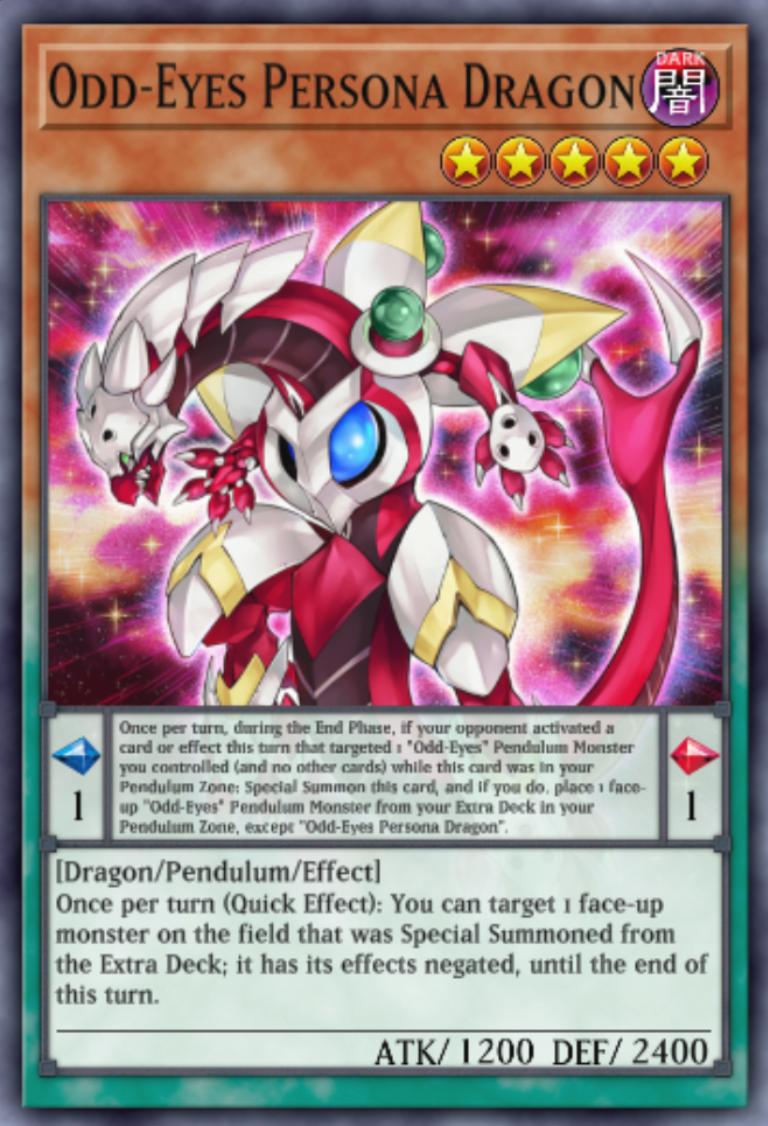 ODD-EYES PERSONA DRAGON
DARK
闇
Once per turn, during the End Phase, if your opponent activated a
card or effect this turn that targeted 1 "Odd-Eyes" Pendulum Monster
you controlled (and no other cards) while this card was in your
Pendulum Zone: Special Summon this card, and if you do, place 1 face-
up "Odd-Eyes" Pendulum Monster from your Extra Deck in your
Pendulum Zone, except "Odd-Eyes Persona Dragon".
1
1
[Dragon/Pendulum/Effect]
Once per turn (Quick Effect): You can target 1 face-up
monster on the field that was Special Summoned from
the Extra Deck; it has its effects negated, until the end of
this turn.
ATK/ 1200 DEF/ 2400